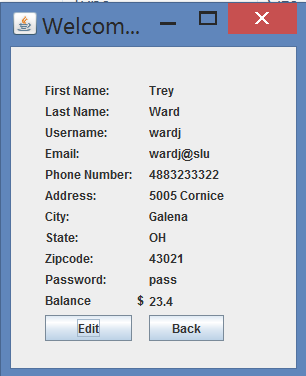 Welcom...
First Name: Trey
Last Name: Ward
Username: wardj
Email: wardj@slu
Phone Number: 4883233322
Address: 5005 Cornice
City: Galena
State: OH
Zipcode: 43021
Password: pass
Balance $ 23.4
Edit Back